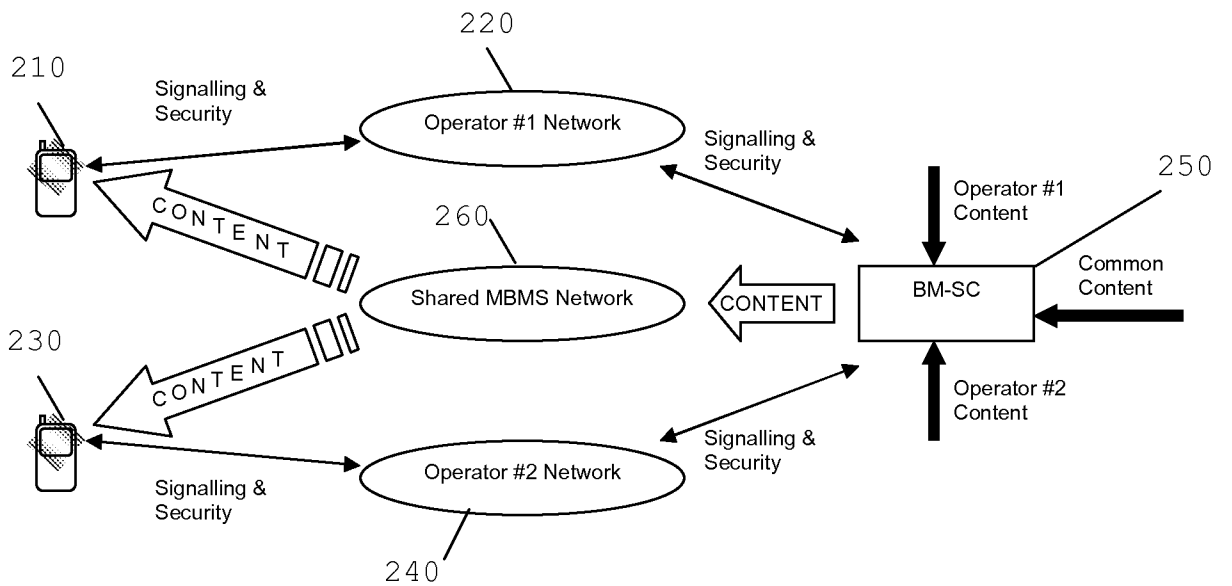 220
210
Signalling &
Security
Operator #1 Network
Signalling &
Security
250
Operator #1
Content
CONTENT
260
Common
Content
Shared MBMS Network
CONTENT
BM-SC
230
CONTENT
Operator #2
Content
Signalling &
Security
Operator #2 Network
Signalling &
Security
240